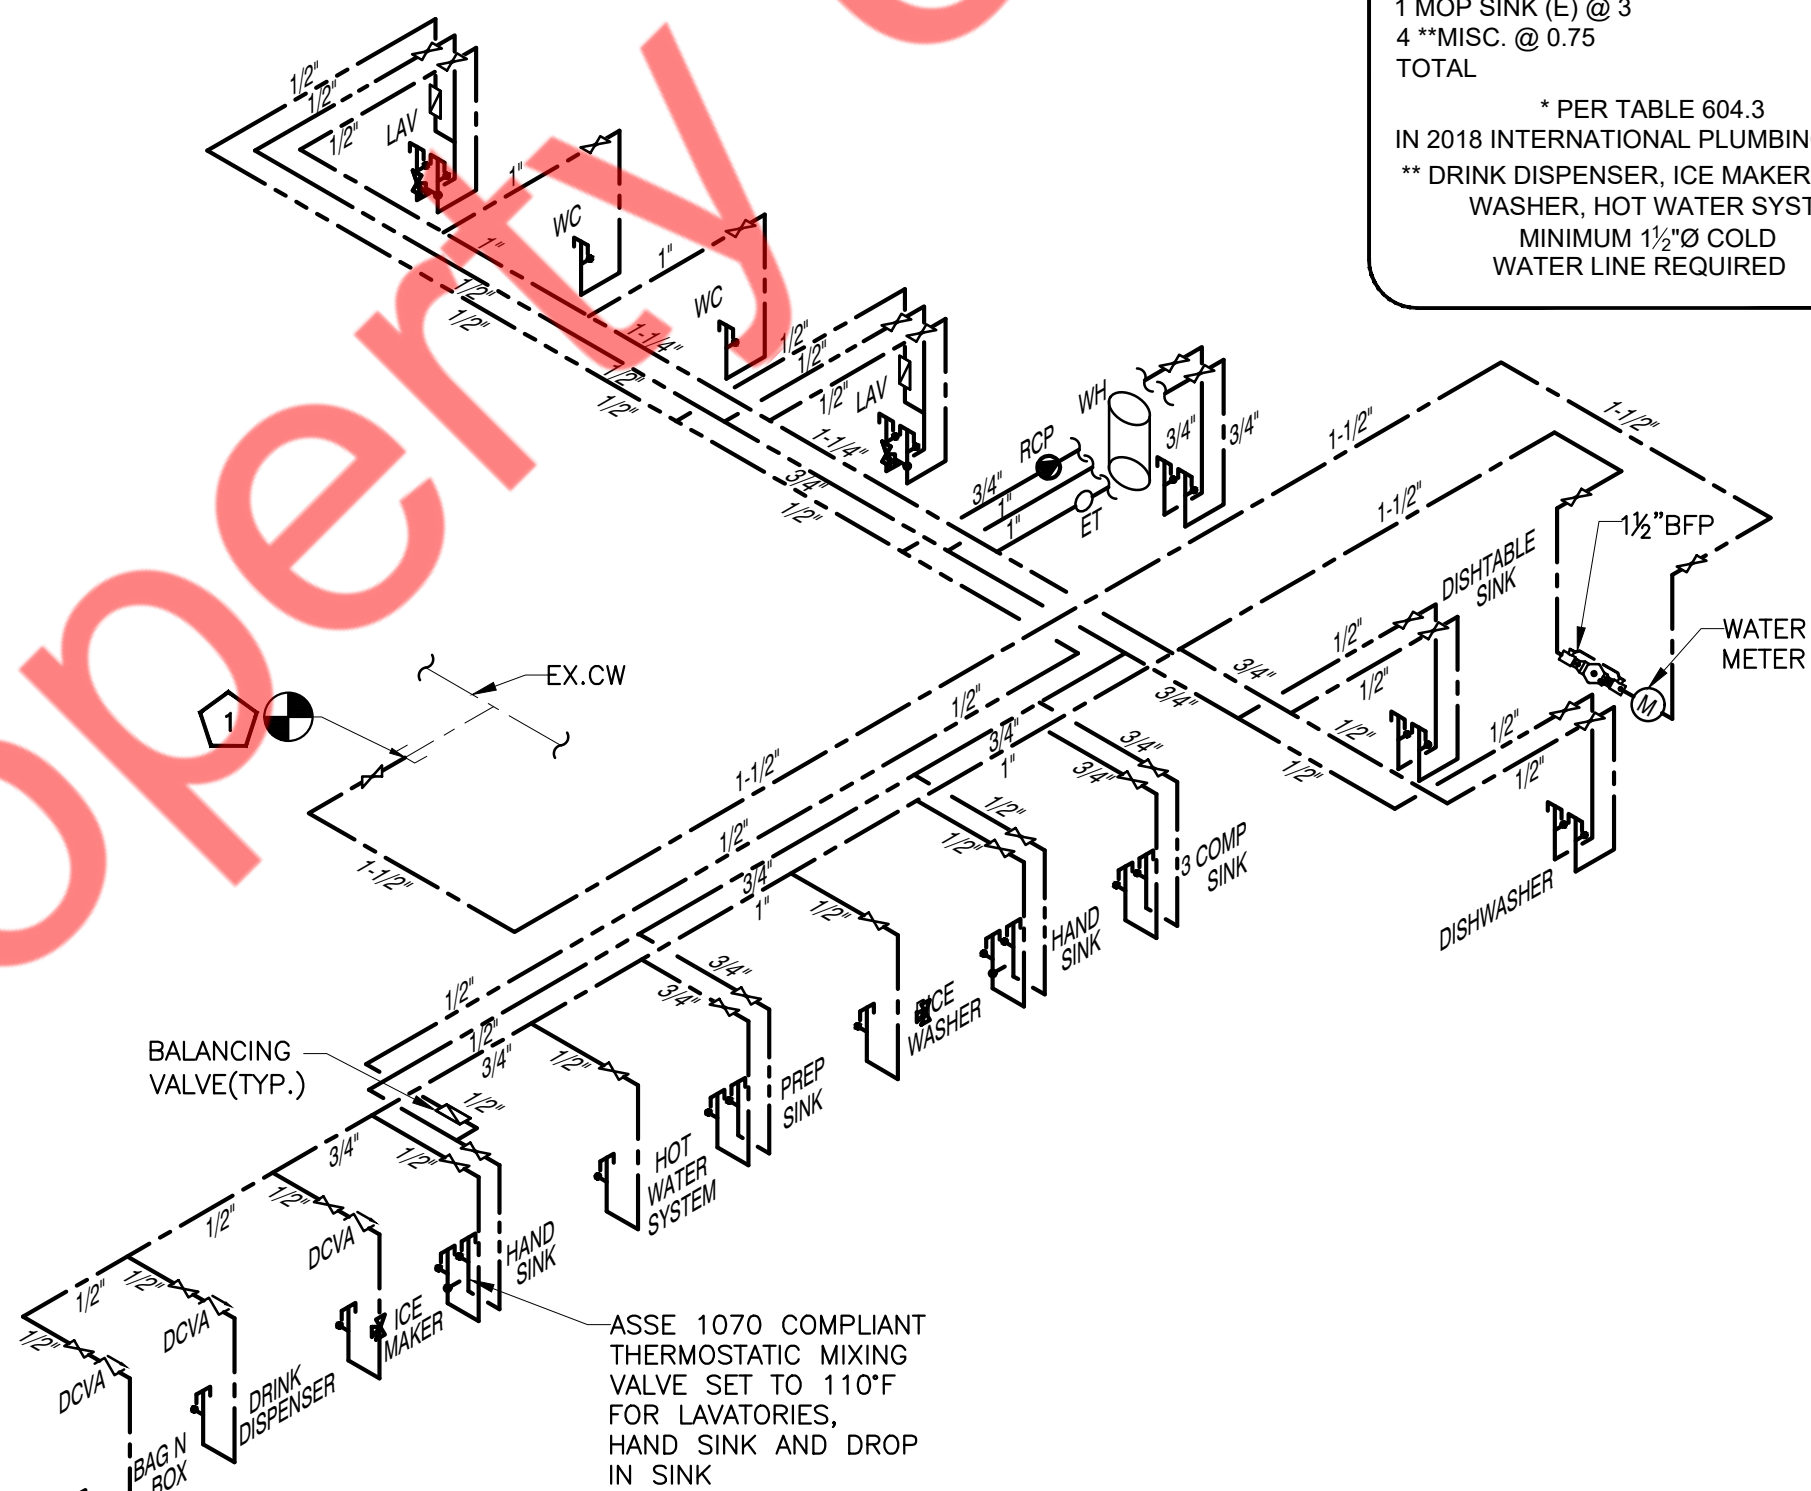 1 MOP SINK (E) @ 3
4 **MISC. @ 0.75
TOTAL
* PER TABLE 604.3
IN 2018 INTERNATIONAL PLUMBIN
** DRINK DISPENSER, ICE MAKER
WASHER, HOT WATER SYST
MINIMUM 1½"Ø COLD
WATER LINE REQUIRED
1/2"
1/2"
1/2"
LAV
1"
WC
1"
1"
WC
1/2"
1/2"
1-1/4"
1/2"
1/2"
1/2"
1/2"
1/2"
LAV
1-1/4"
3/4"
1/2"
WH
3/4"
3/4"
RCP
3/4"
1"
1"
ET
1-1/2"
1-1/2"
1-1/2"
1½"BFP
DISHTABLE
SINK
WATER
METER
M
1/2"
1/2"
3/4"
3/4"
1/2"
1/2"
1/2"
1/2"
DISHWASHER
EX.CW
1
1-1/2"
1-1/2"
1/2"
3/4"
1"
3/4"
3/4"
3 COMP
SINK
1/2"
1/2"
HAND
SINK
1/2"
3/4"
1"
1/2"
ICE
WASHER
3/4"
3/4"
PREP
SINK
1/2"
1/2"
3/4"
1/2"
HOT
WATER
SYSTEM
BALANCING
VALVE(TYP.)
1/2"
1/2"
HAND
SINK
3/4"
1/2"
DCVA
ICE
MAKER
1/2"
1/2"
DCVA
DRINK
DISPENSER
1/2"
1/2"
DCVA
BAG N
BOX
ASSE 1070 COMPLIANT
THERMOSTATIC MIXING
VALVE SET TO 110°F
FOR LAVATORIES,
HAND SINK AND DROP
IN SINK
operty